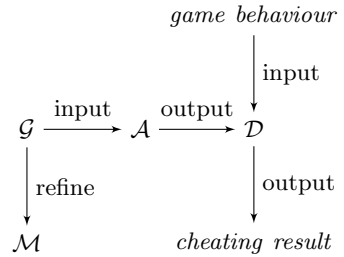 game behaviour
input
input output
𝒢 𝒜 𝒟
refine output
ℳ cheating result